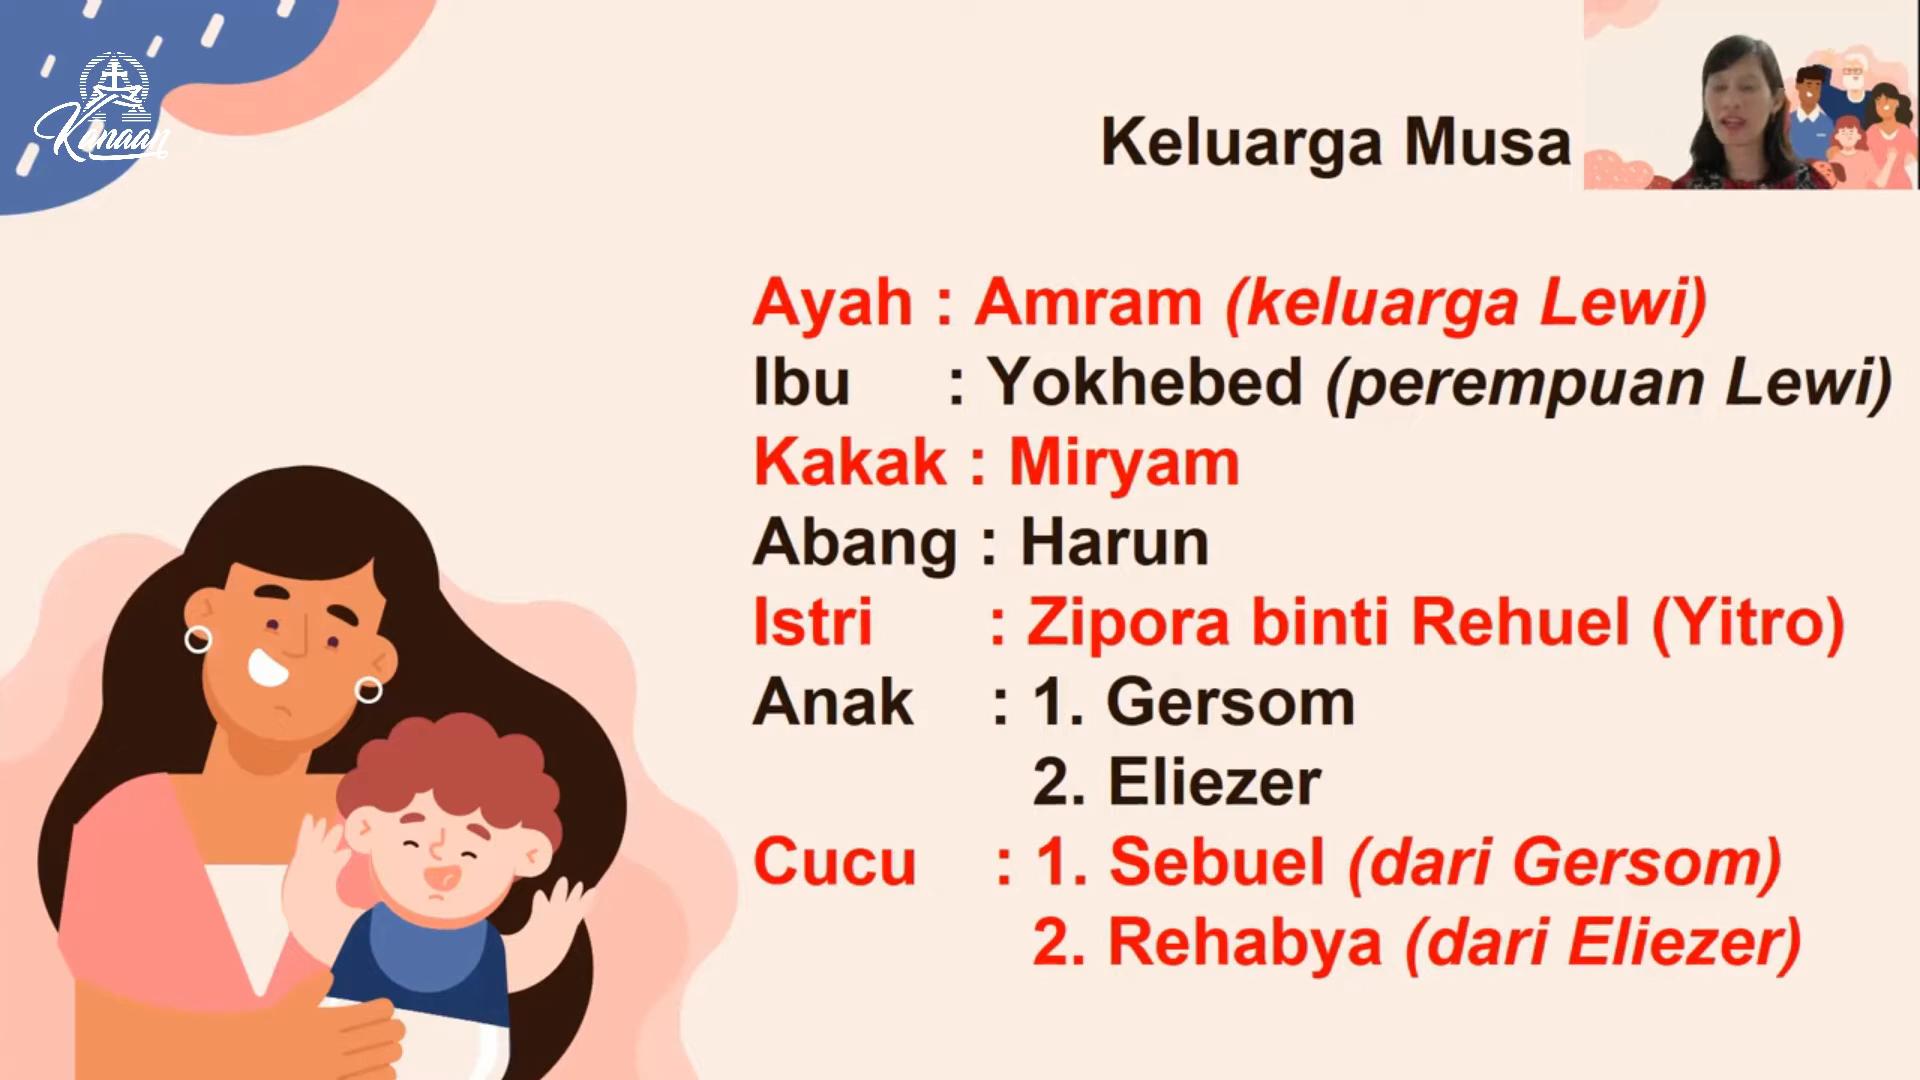 Kanaan
Keluarga Musa
Ayah : Amram (keluarga Lewi)
Ibu : Yokhebed (perempuan Lewi)
Kakak : Miryam
Abang : Harun
Istri : Zipora binti Rehuel (Yitro)
Anak : 1. Gersom
2. Eliezer
Cucu : 1. Sebuel (dari Gersom)
2. Rehabya (dari Eliezer)